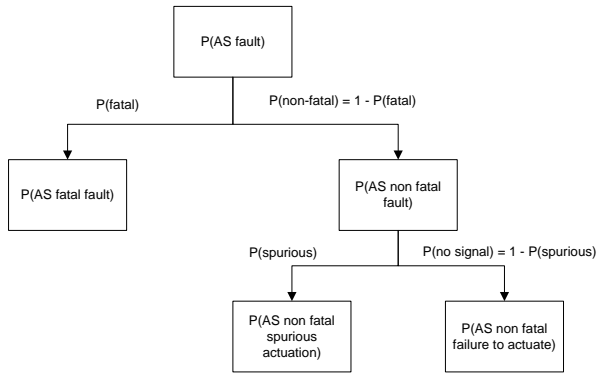 P(AS fault)
P(fatal)
P(non-fatal) = 1 - P(fatal)
P(AS fatal fault)
P(AS non fatal
fault)
P(spurious)
P(no signal) = 1 - P(spurious)
P(AS non fatal
spurious
actuation)
P(AS non fatal
failure to actuate)